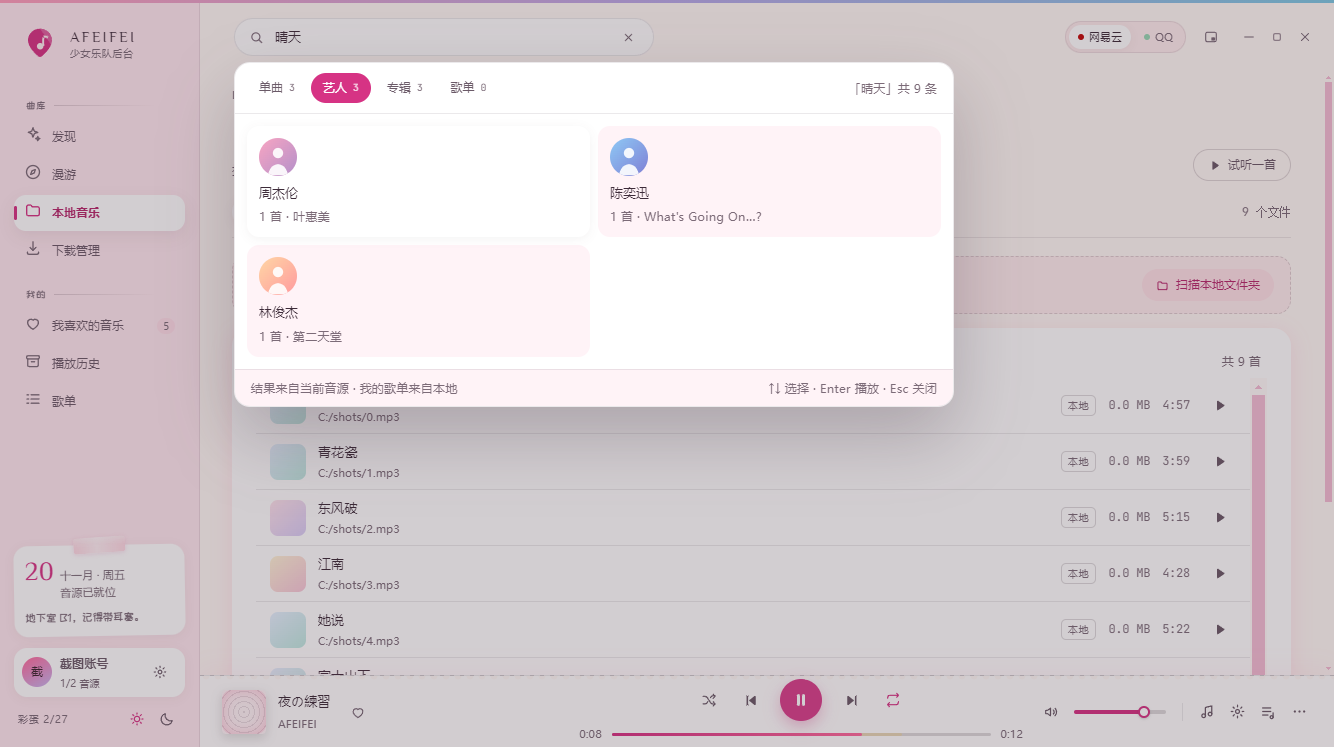 AFEIFEI
少女乐队后台
曲库
发现
漫游
本地音乐
下载管理
我的
我喜欢的音乐 5
播放历史
歌单
20 十一月 · 周五
音源已就位
地下室 B1，记得带耳塞。
截 截图账号
1/2 音源
彩蛋 2/27
晴天
网易云 QQ
单曲 3 艺人 3 专辑 3 歌单 0 「晴天」共 9 条
周杰伦
1 首 · 叶惠美
陈奕迅
1 首 · What's Going On…?
林俊杰
1 首 · 第二天堂
结果来自当前音源 · 我的歌单来自本地 ↑↓ 选择 · Enter 播放 · Esc 关闭
试听一首
9 个文件
扫描本地文件夹
共 9 首
C:/shots/0.mp3 本地 0.0 MB 4:57
青花瓷
C:/shots/1.mp3 本地 0.0 MB 3:59
东风破
C:/shots/2.mp3 本地 0.0 MB 5:15
江南
C:/shots/3.mp3 本地 0.0 MB 4:28
她说
C:/shots/4.mp3 本地 0.0 MB 5:22
富士山下
夜の練習
AFEIFEI
0:08 0:12